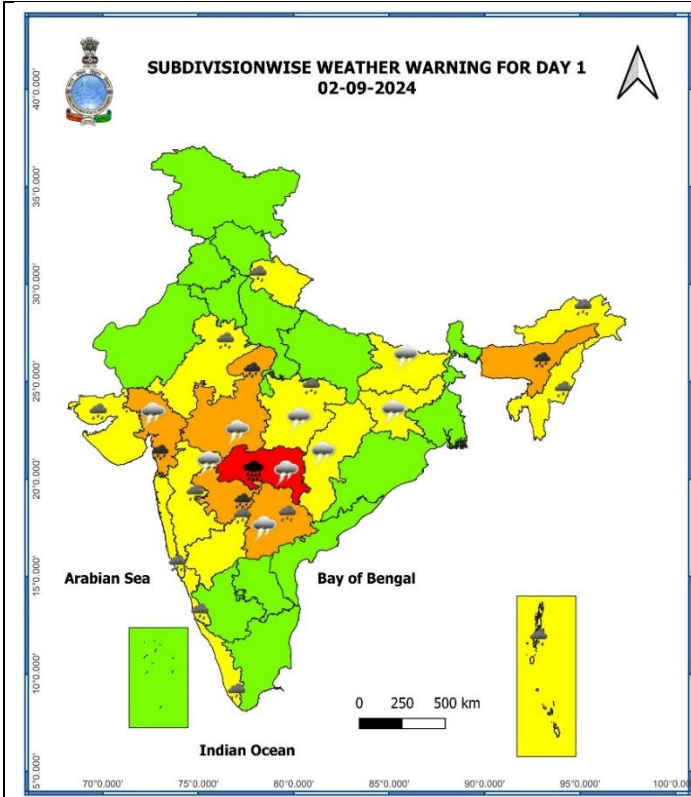 SUBDIVISIONWISE WEATHER WARNING FOR DAY 1
02-09-2024
40°0.000'
35°0.000'
30°0.000'
25°0.000'
20°0.000'
15°0.000'
10°0.000'
5°0.000'
Arabian Sea
Bay of Bengal
0 250 500 km
Indian Ocean
70°0.000' 75°0.000' 80°0.000' 85°0.000' 90°0.000' 95°0.000' 100°0.0